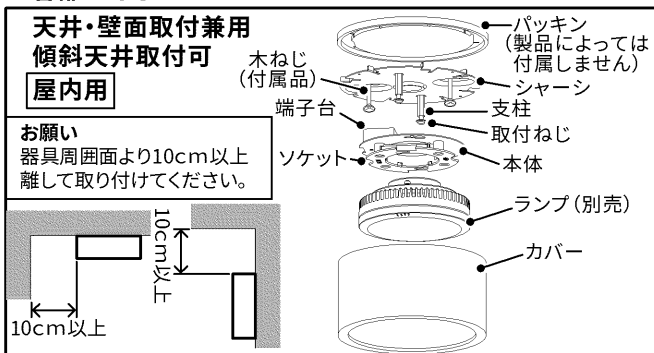 天井・壁面取付兼用
傾斜天井取付可
屋内用
お願い
器具周囲面より10cm以上
離して取り付けてください。
10cm以上
10cm以上
パッキン
(製品によっては
付属しません)
木ねじ
(付属品)
シャーシ
支柱
端子台
取付ねじ
ソケット
本体
ランプ(別売)
カバー